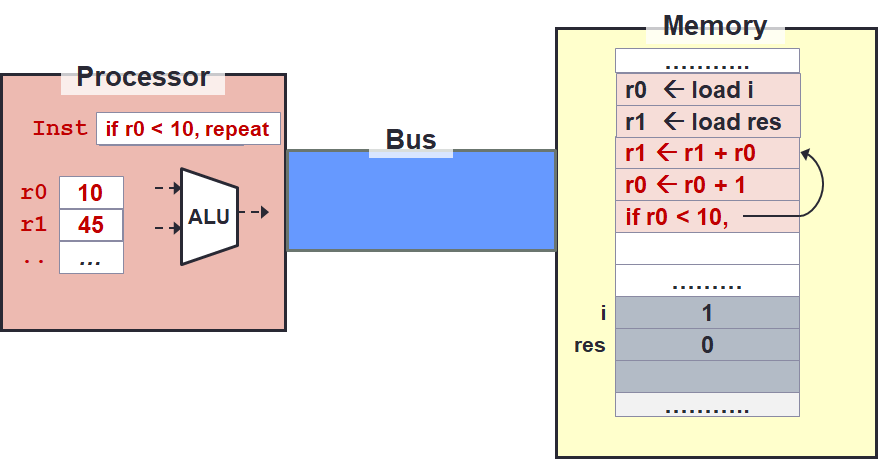 Memory
Processor
...........
r0 ← load i
Inst if r0 < 10, repeat
r1 ← load res
Bus
r1 ← r1 + r0
r0 10
r0 ← r0 + 1
r1 45
ALU
if r0 < 10,
.. ...
.........
i 1
res 0
...........